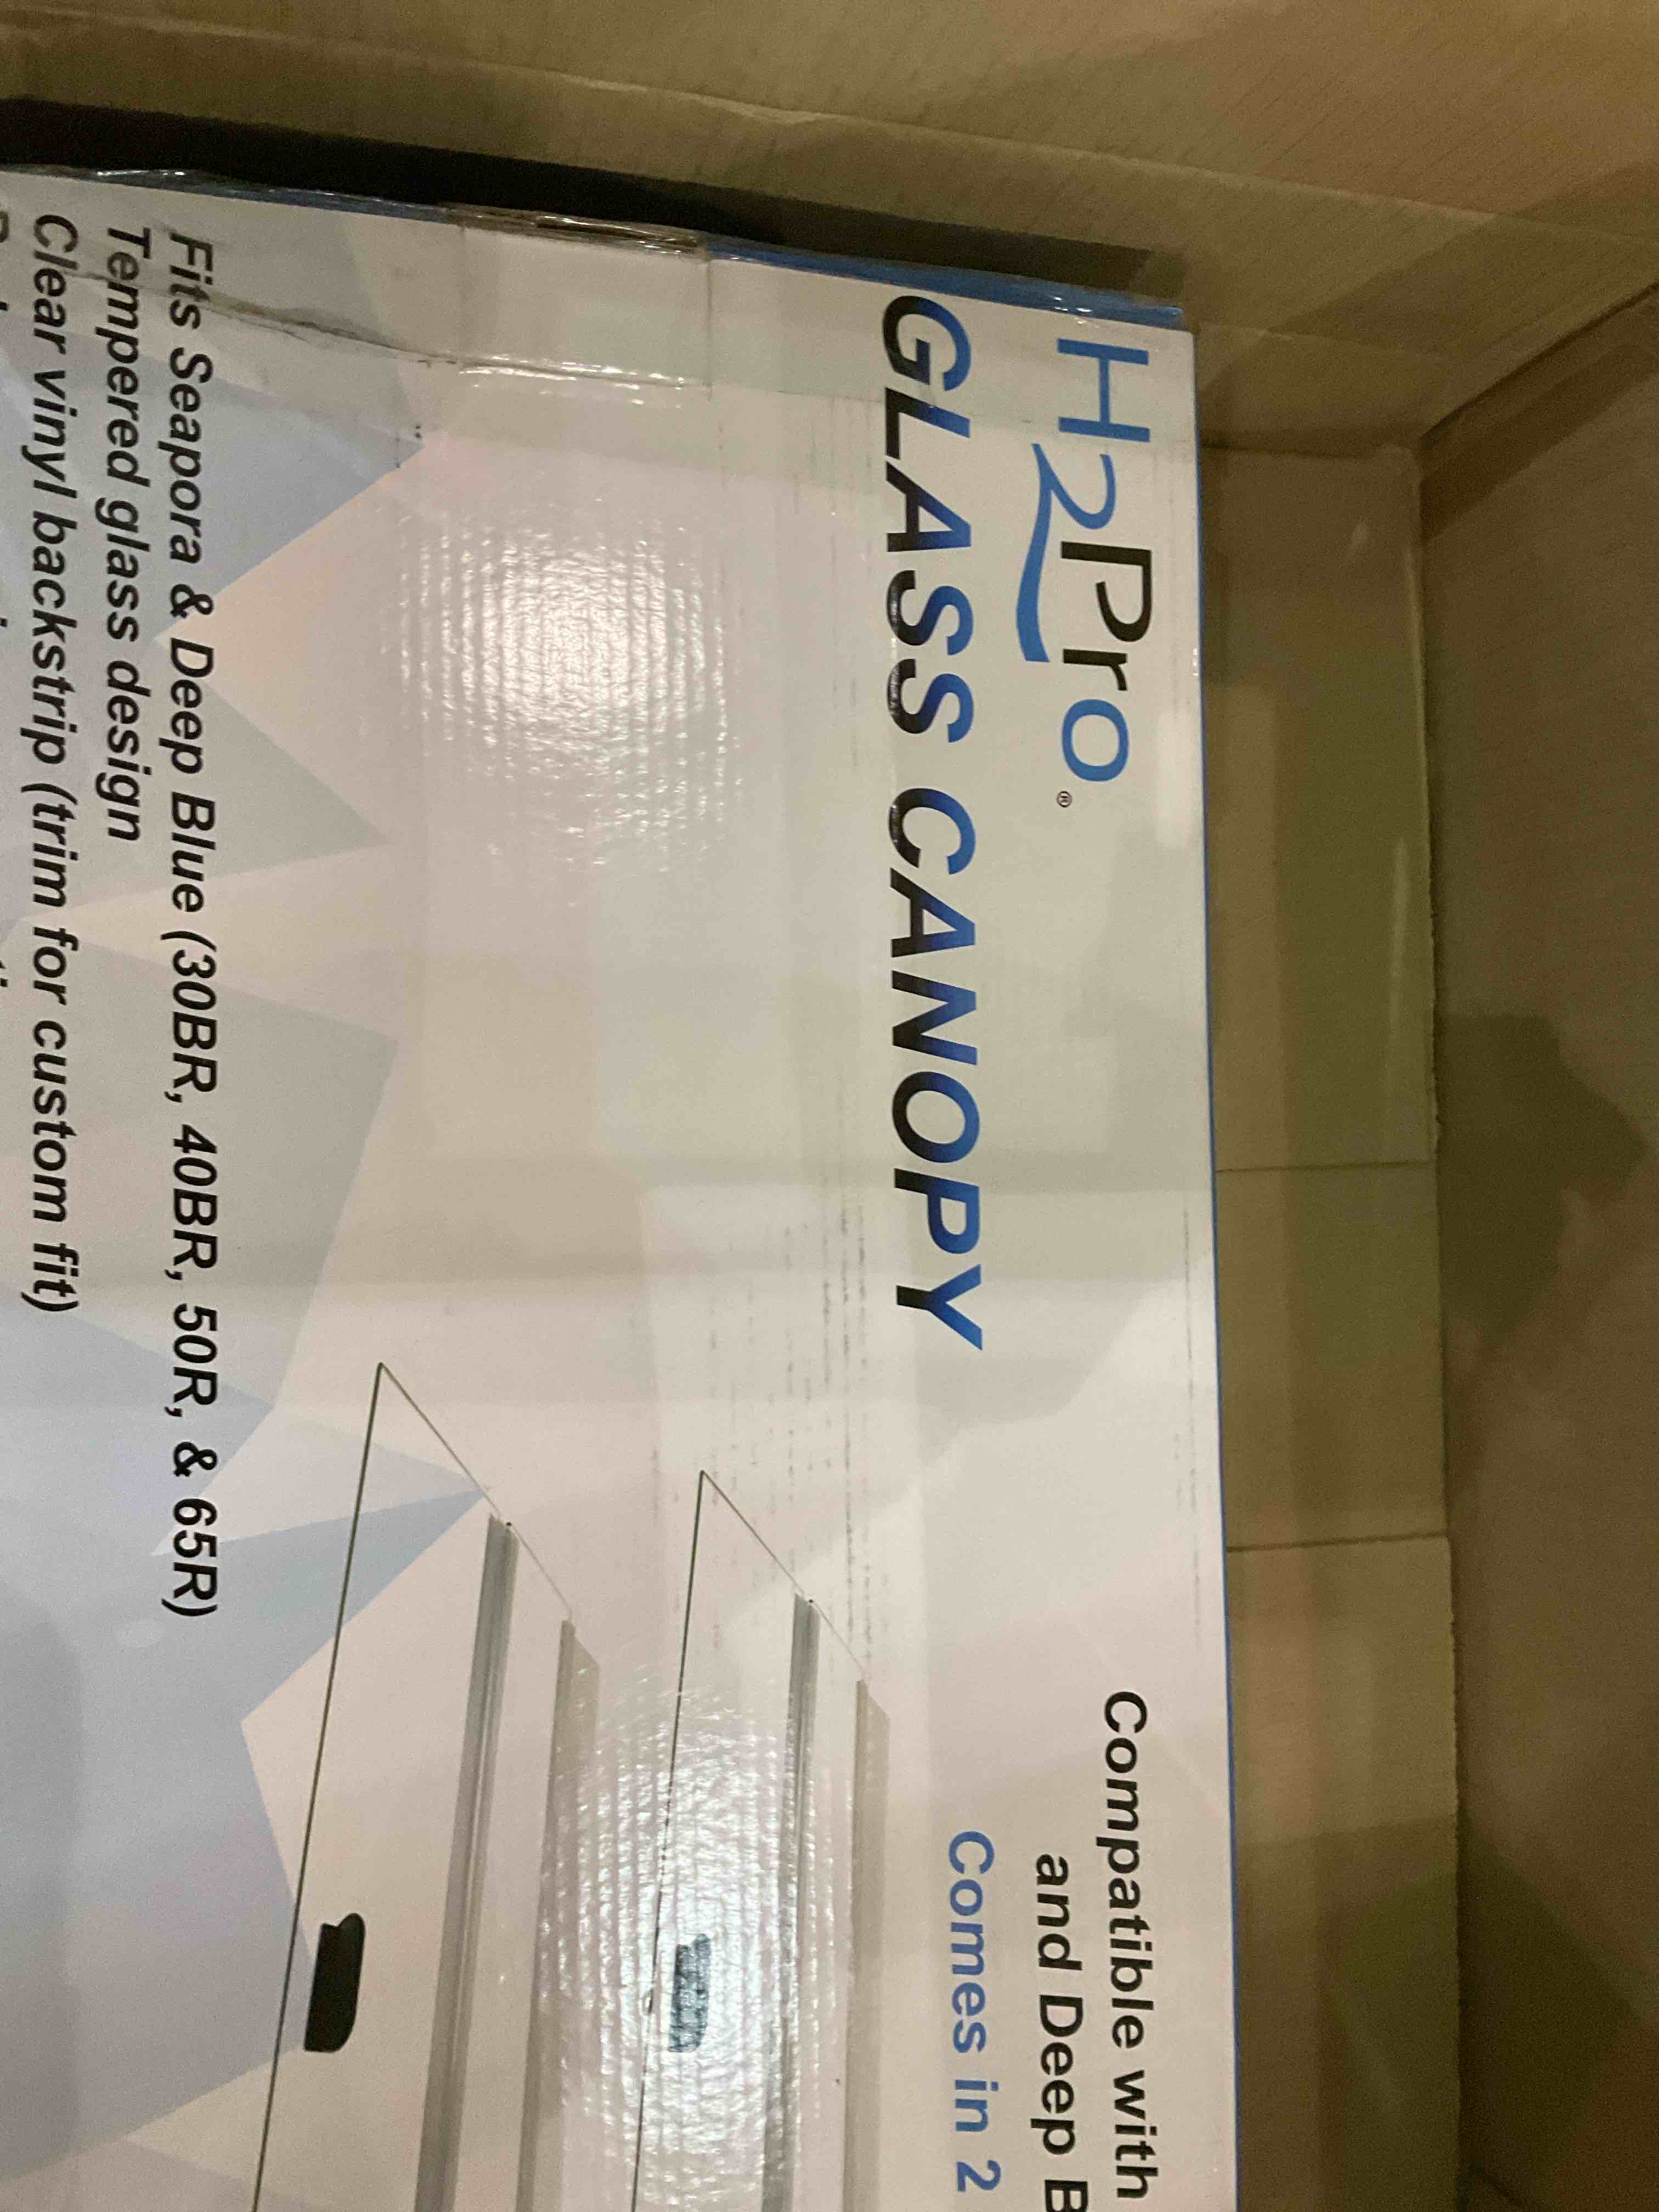 H2Pro®
GLASS CANOPY
Compatible with
and Deep B
Comes in 2
Fits Seapora & Deep Blue (30BR, 40BR, 50R, & 65R)
Tempered glass design
Clear vinyl backstrip (trim for custom fit)